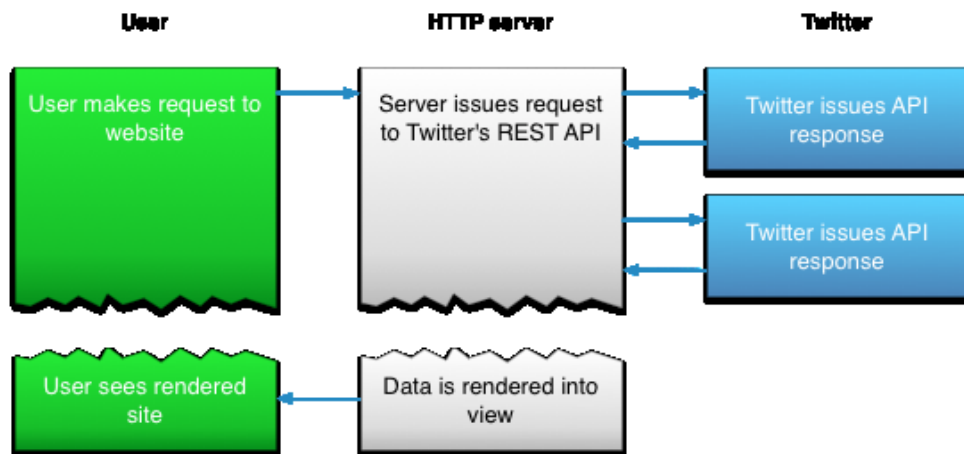 User
HTTP server
Twitter
User makes request to
website
Server issues request
to Twitter's REST API
Twitter issues API
response
Twitter issues API
response
User sees rendered
site
Data is rendered into
view